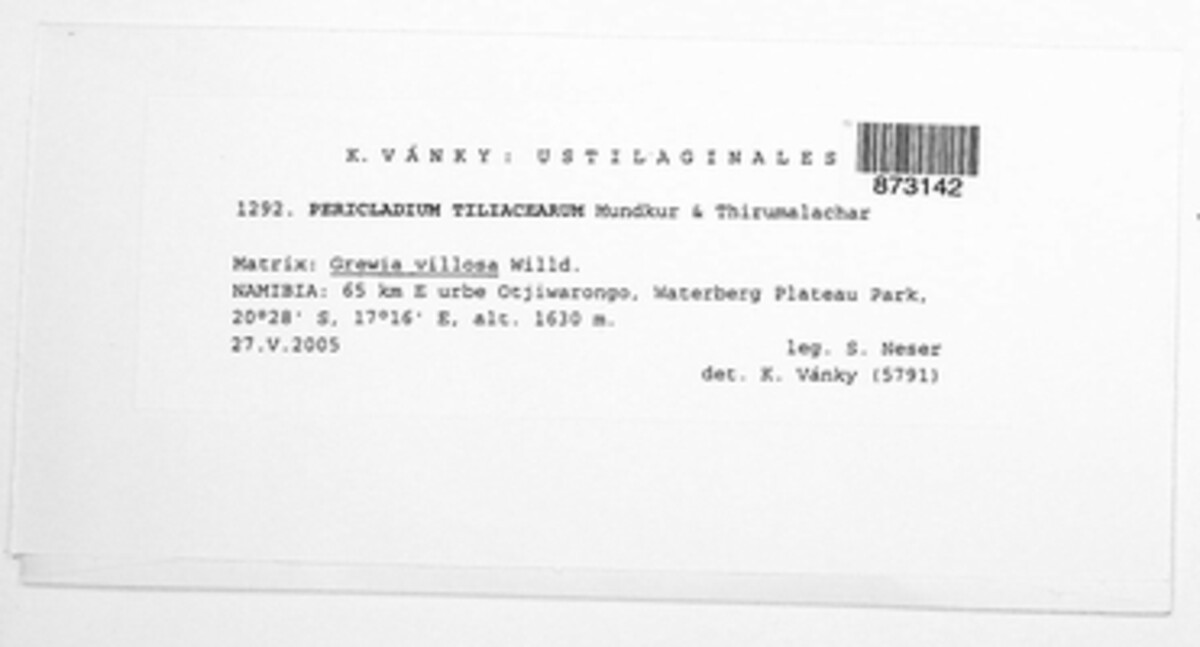 K. VÁNKY: USTILAGINALES
873142
1292. PERICLADIUM TILIACEARUM Mundkur & Thirumalachar
Matrix: Grewia villosa Willd.
NAMIBIA: 65 km E urbe Otjiwarongo, Waterberg Plateau Park,
20°28' S, 17°16' E, alt. 1630 m.
27.V.2005
leg. S. Neser
det. K. Vánky (5791)